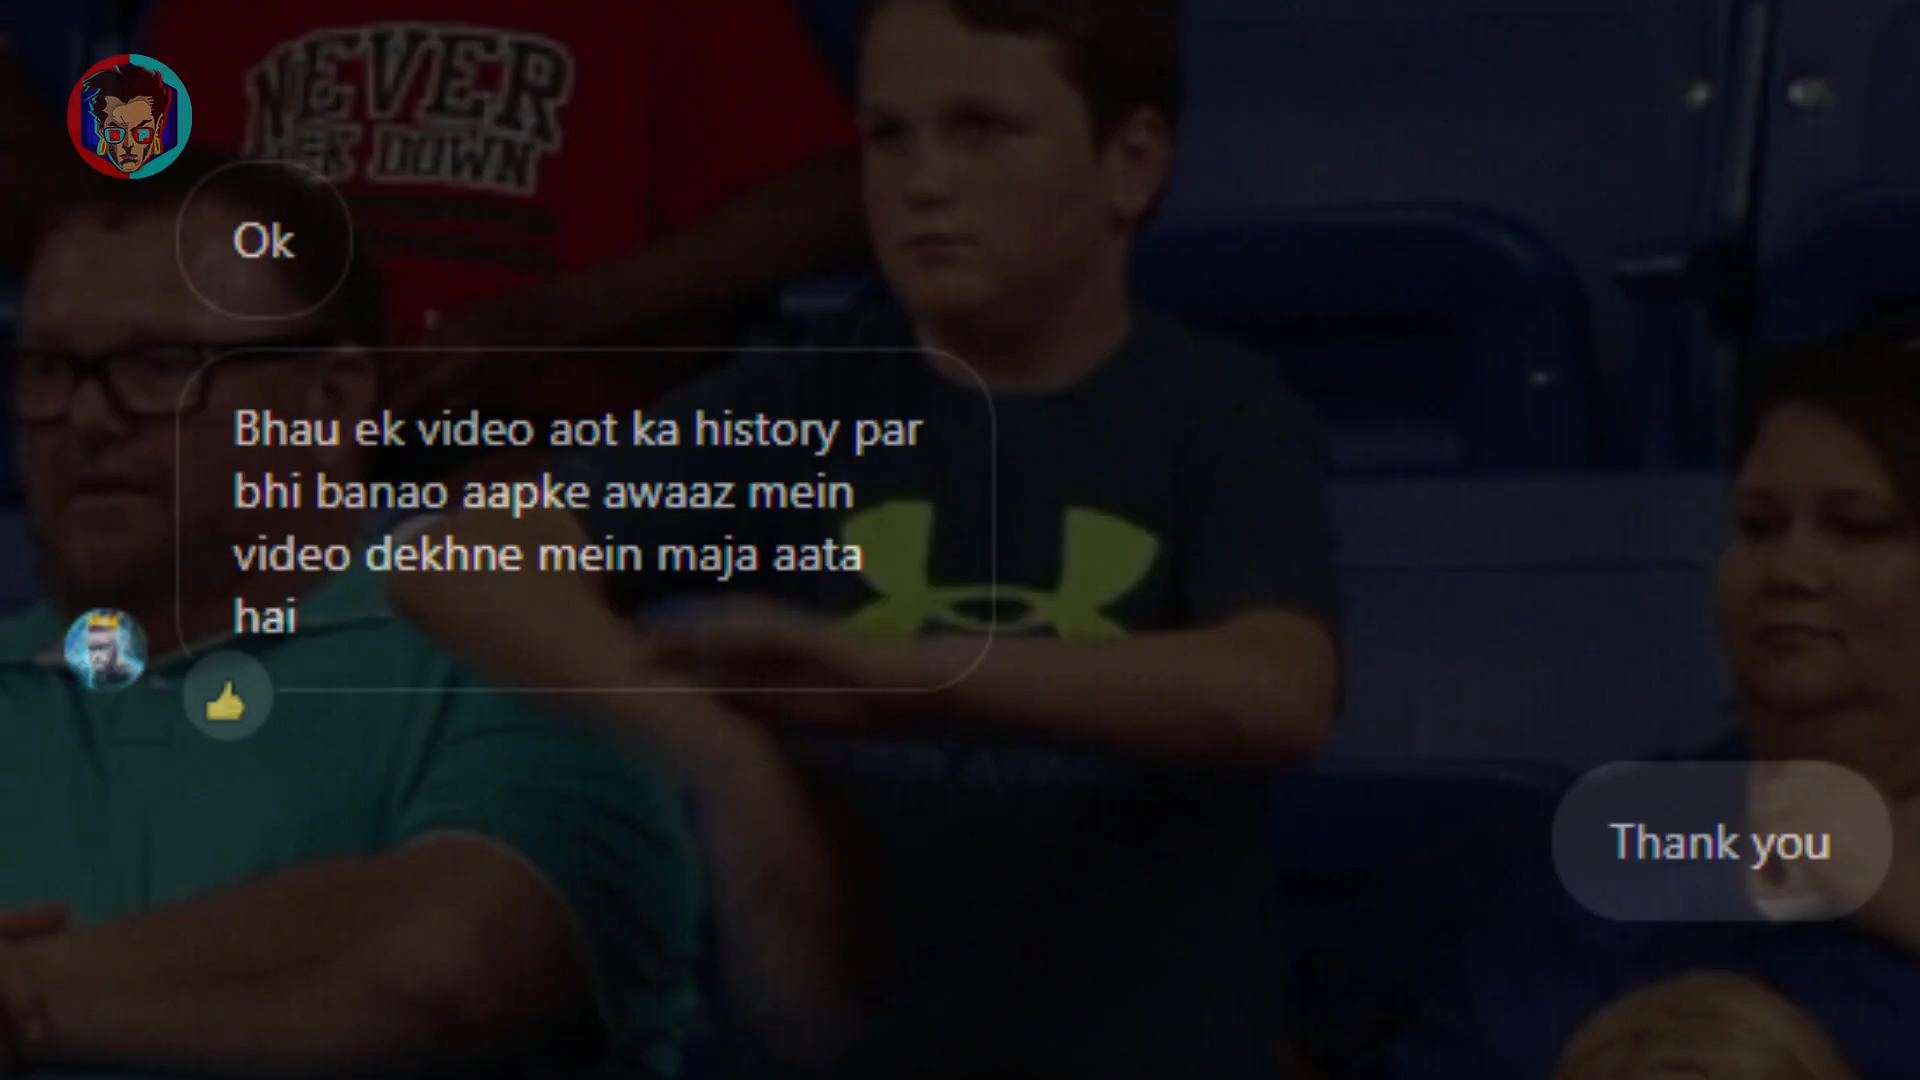 NEVER
DOWN
Ok
Bhau ek video aot ka history par
bhi banao aapke awaaz mein
video dekhne mein maja aata
hai
Thank you